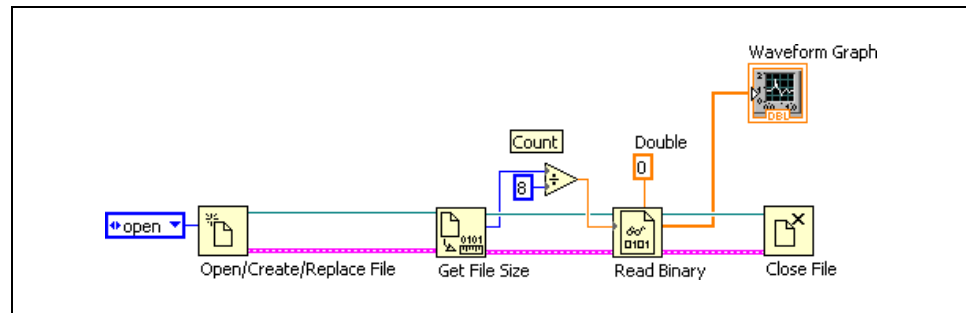 Waveform Graph
DBL
Count
Double
0
8
÷
open
0101
0101
Open/Create/Replace File
Get File Size
Read Binary
Close File